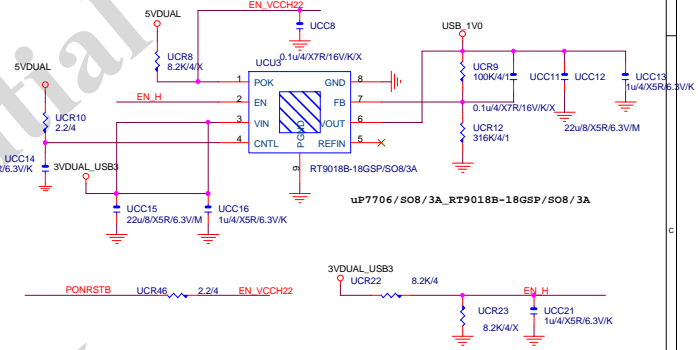 EN_VCCH22
5VDUAL
UCC8
0.1u/4/X7R/16V/K/X
UCR8
8.2K/4/X
UCU3
USB_1V0
1 POK
GND 8
2 EN
FB 7
3 VIN
VOUT 6
4 CNTL
REFIN 5
PGND
9
RT9018B-18GSP/SO8/3A
EN_H
5VDUAL
UCR10
2.2/4
UCC14
/6.3V/K
3VDUAL_USB3
UCC15
22u/8/X5R/6.3V/M
UCC16
1u/4/X5R/6.3V/K
UCR9
100K/4/1
UCC11
0.1u/4/X7R/16V/K/X
UCC12
22u/8/X5R/6.3V/M
UCC13
1u/4/X5R/6.3V/K
UCR12
316K/4/1
uP7706/SO8/3A_RT9018B-18GSP/SO8/3A
C
PONRSTB
UCR46
2.2/4
EN_VCCH22
3VDUAL_USB3
UCR22
8.2K/4
EN_H
UCR23
8.2K/4/X
UCC21
1u/4/X5R/6.3V/K